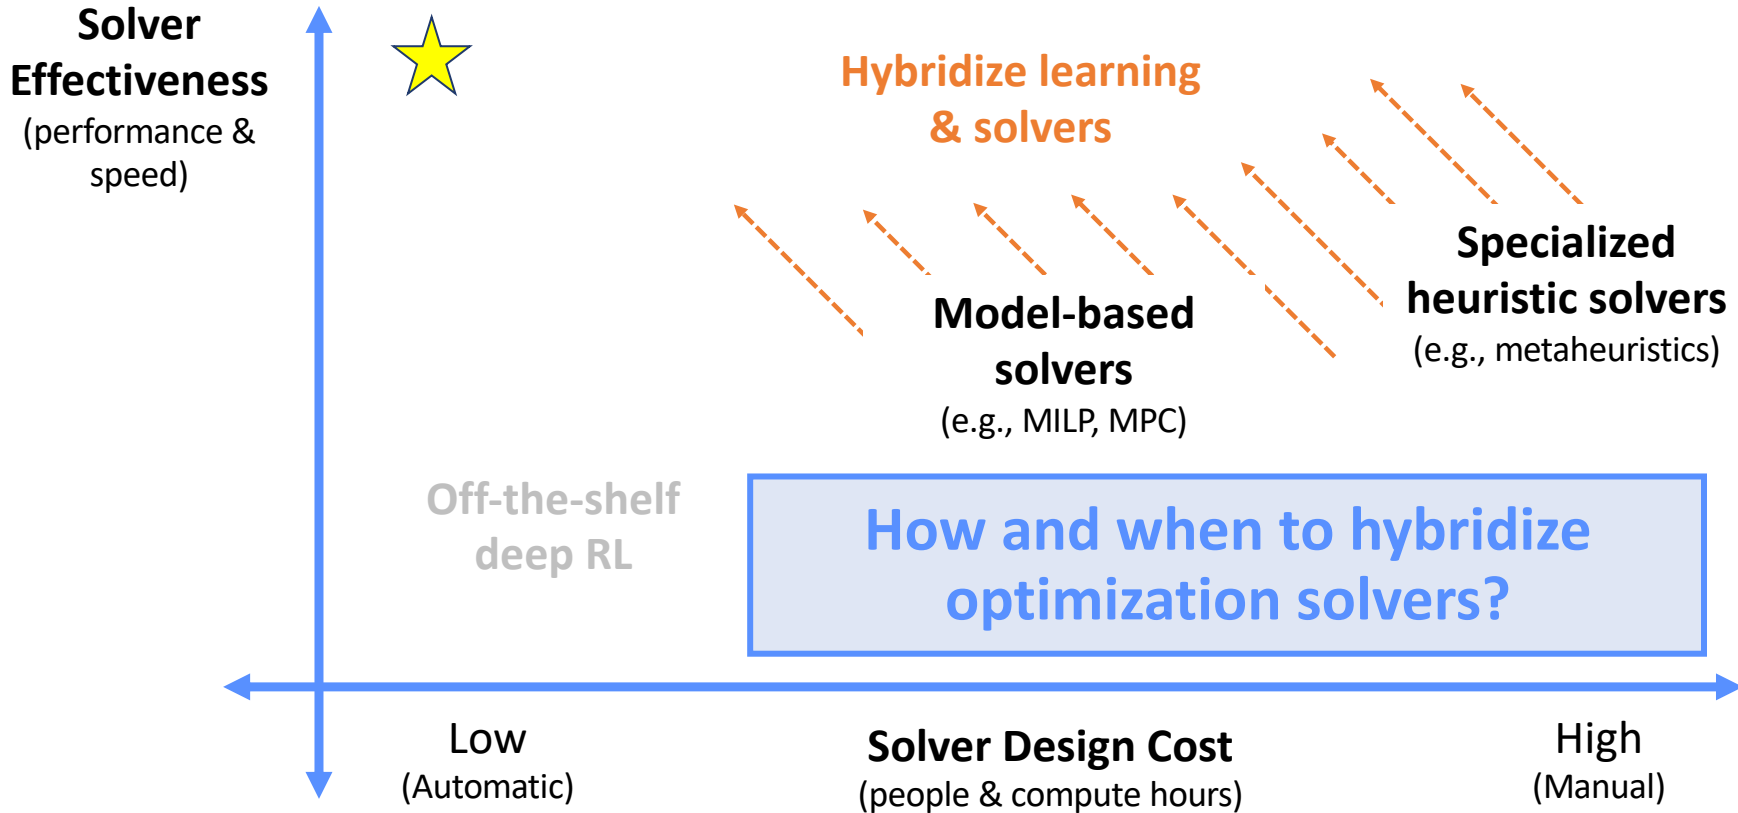 Solver
Effectiveness
(performance &
speed)
Hybridize learning
& solvers
Specialized
heuristic solvers
(e.g., metaheuristics)
Model-based
solvers
(e.g., MILP, MPC)
Off-the-shelf
deep RL
How and when to hybridize
optimization solvers?
Low
(Automatic)
Solver Design Cost
(people & compute hours)
High
(Manual)